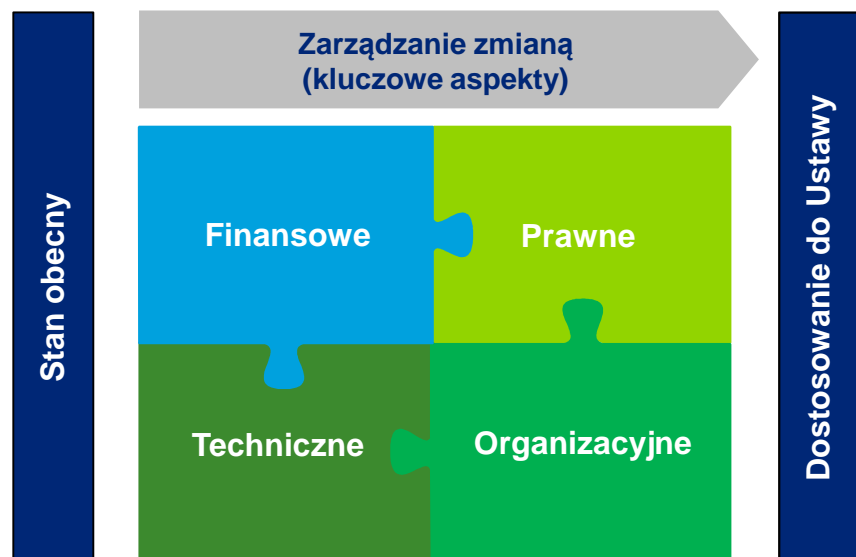 Stan obecny
Zarządzanie zmianą
(kluczowe aspekty)
Finansowe
Prawne
Techniczne
Organizacyjne
Dostosowanie do Ustawy